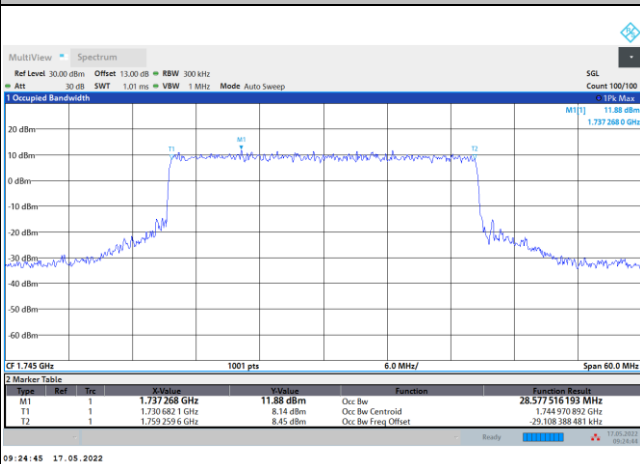 MultiView Spectrum
Ref Level 30.00 dBm Offset 13.00 dB RBW 300 kHz SGL
Att 30 dB SWT 1.01 ms VBW 1 MHz Mode Auto Sweep Count 100/100
1 Occupied Bandwidth 1Pk Max
M1[1] 11.88 dBm
1.737 268 0 GHz
20 dBm
M1
T1 T2
10 dBm
0 dBm
-10 dBm
-20 dBm
-30 dBm
-40 dBm
-50 dBm
-60 dBm
CF 1.745 GHz 1001 pts 6.0 MHz/ Span 60.0 MHz
2 Marker Table
Type Ref Trc X-Value Y-Value Function Function Result
M1 1 1.737 268 GHz 11.88 dBm Occ Bw 28.577 516 193 MHz
T1 1 1.730 682 1 GHz 8.14 dBm Occ Bw Centroid 1.744 970 892 GHz
T2 1 1.759 259 6 GHz 8.45 dBm Occ Bw Freq Offset -29.108 388 481 kHz
Ready 17.05.2022
09:24:44
09:24:45 17.05.2022